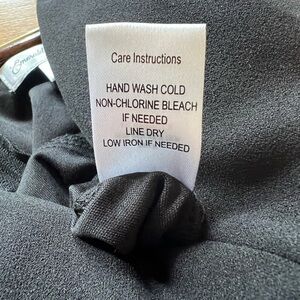 Care Instructions
HAND WASH COLD
NON-CHLORINE BLEACH
IF NEEDED
LINE DRY
LOW IRON IF NEEDED